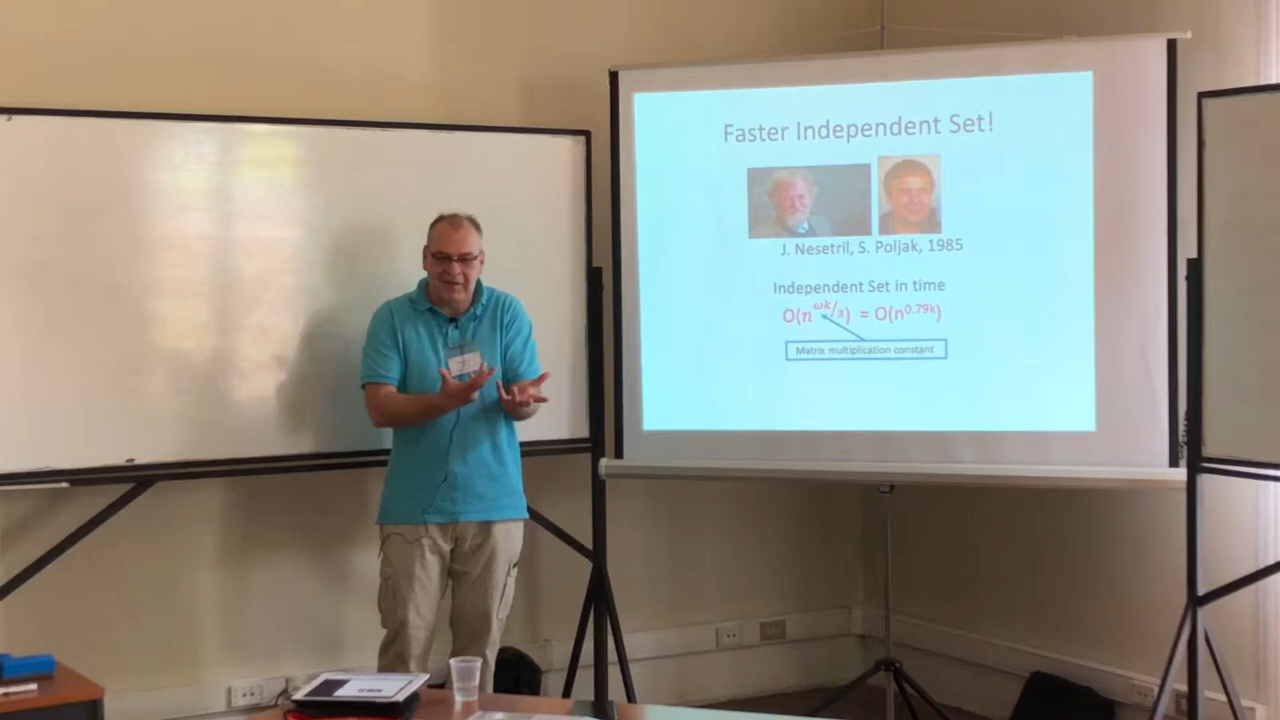 Faster Independent Set!
J. Nesetril, S. Poljak, 1985
Independent Set in time
O(n^ωk/3) = O(n^0.79k)
Matrix multiplication constant